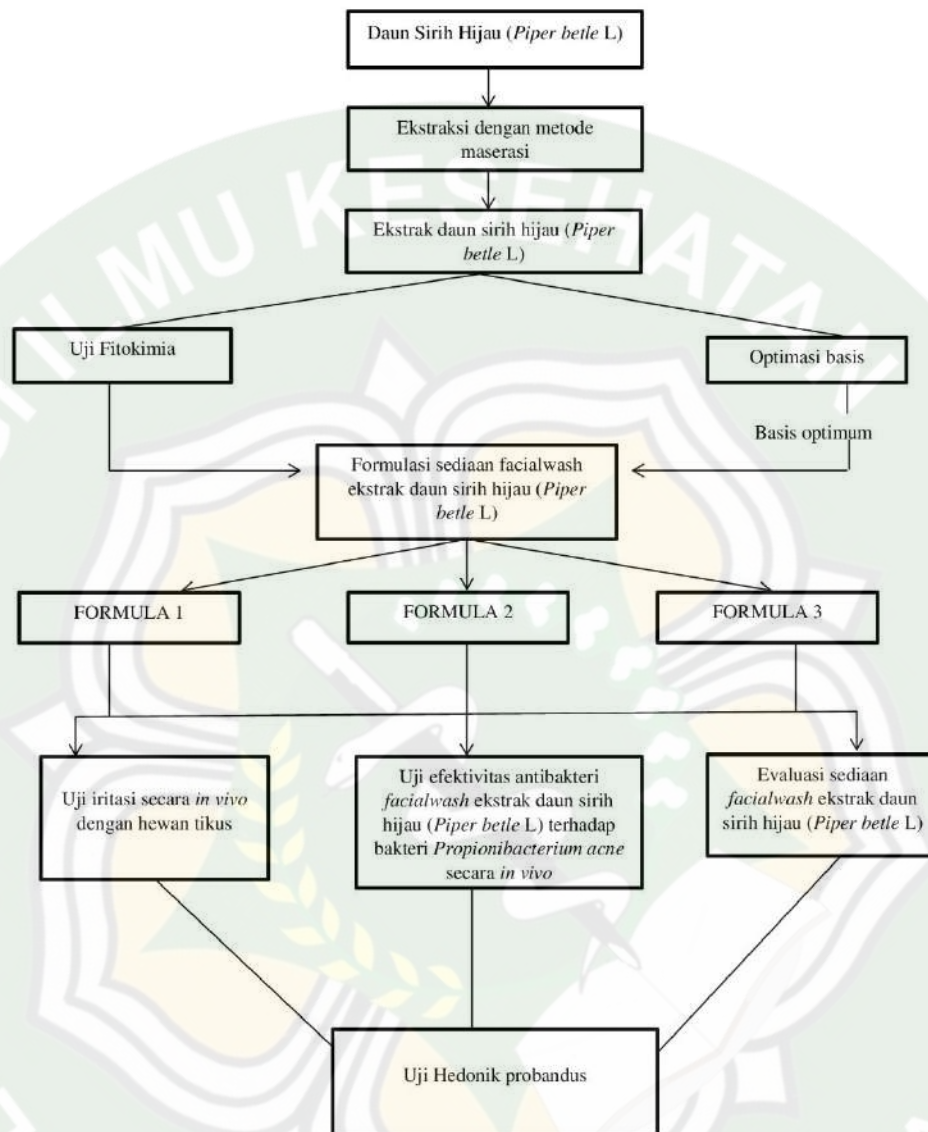 Daun Sirih Hijau (Piper betle L)
Ekstraksi dengan metode
maserasi
Ekstrak daun sirih hijau (Piper
betle L)
Uji Fitokimia
Optimasi basis
Basis optimum
Formulasi sediaan facialwash
ekstrak daun sirih hijau (Piper
betle L)
FORMULA 1
FORMULA 2
FORMULA 3
Uji iritasi secara in vivo
dengan hewan tikus
Uji efektivitas antibakteri
facialwash ekstrak daun sirih
hijau (Piper betle L) terhadap
bakteri Propionibacterium acne
secara in vivo
Evaluasi sediaan
facialwash ekstrak daun
sirih hijau (Piper betle L)
Uji Hedonik probandus
ILMU KESEHATAN